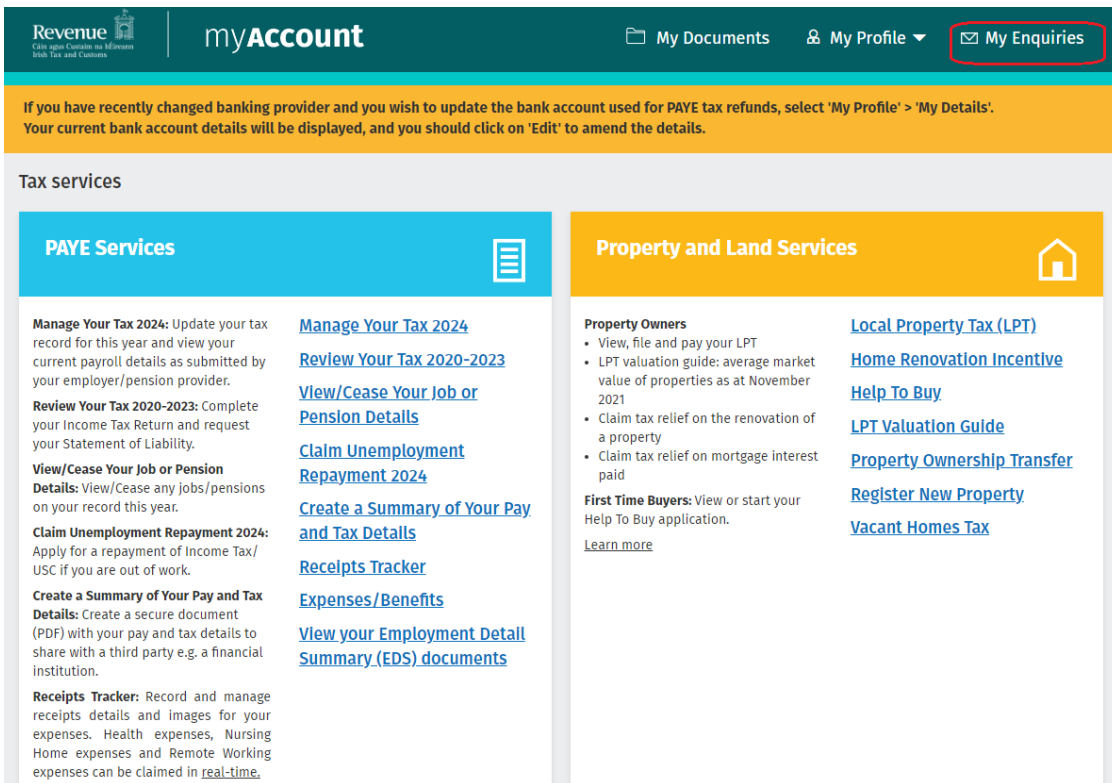 Revenue
Cáin agus Custaim na hÉireann
Irish Tax and Customs
myAccount
My Documents
My Profile
My Enquiries
If you have recently changed banking provider and you wish to update the bank account used for PAYE tax refunds, select 'My Profile' > 'My Details'.
Your current bank account details will be displayed, and you should click on 'Edit' to amend the details.
Tax services
PAYE Services
Manage Your Tax 2024: Update your tax
record for this year and view your
current payroll details as submitted by
your employer/pension provider.
Review Your Tax 2020-2023: Complete
your Income Tax Return and request
your Statement of Liability.
View/Cease Your Job or Pension
Details: View/Cease any jobs/pensions
on your record this year.
Claim Unemployment Repayment 2024:
Apply for a repayment of Income Tax/
USC if you are out of work.
Create a Summary of Your Pay and Tax
Details: Create a secure document
(PDF) with your pay and tax details to
share with a third party e.g. a financial
institution.
Receipts Tracker: Record and manage
receipts details and images for your
expenses. Health expenses, Nursing
Home expenses and Remote Working
expenses can be claimed in real-time.
Manage Your Tax 2024
Review Your Tax 2020-2023
View/Cease Your Job or
Pension Details
Claim Unemployment
Repayment 2024
Create a Summary of Your Pay
and Tax Details
Receipts Tracker
Expenses/Benefits
View your Employment Detail
Summary (EDS) documents
Property and Land Services
Property Owners
• View, file and pay your LPT
• LPT valuation guide: average market
value of properties as at November
2021
• Claim tax relief on the renovation of
a property
• Claim tax relief on mortgage interest
paid
First Time Buyers: View or start your
Help To Buy application.
Learn more
Local Property Tax (LPT)
Home Renovation Incentive
Help To Buy
LPT Valuation Guide
Property Ownership Transfer
Register New Property
Vacant Homes Tax